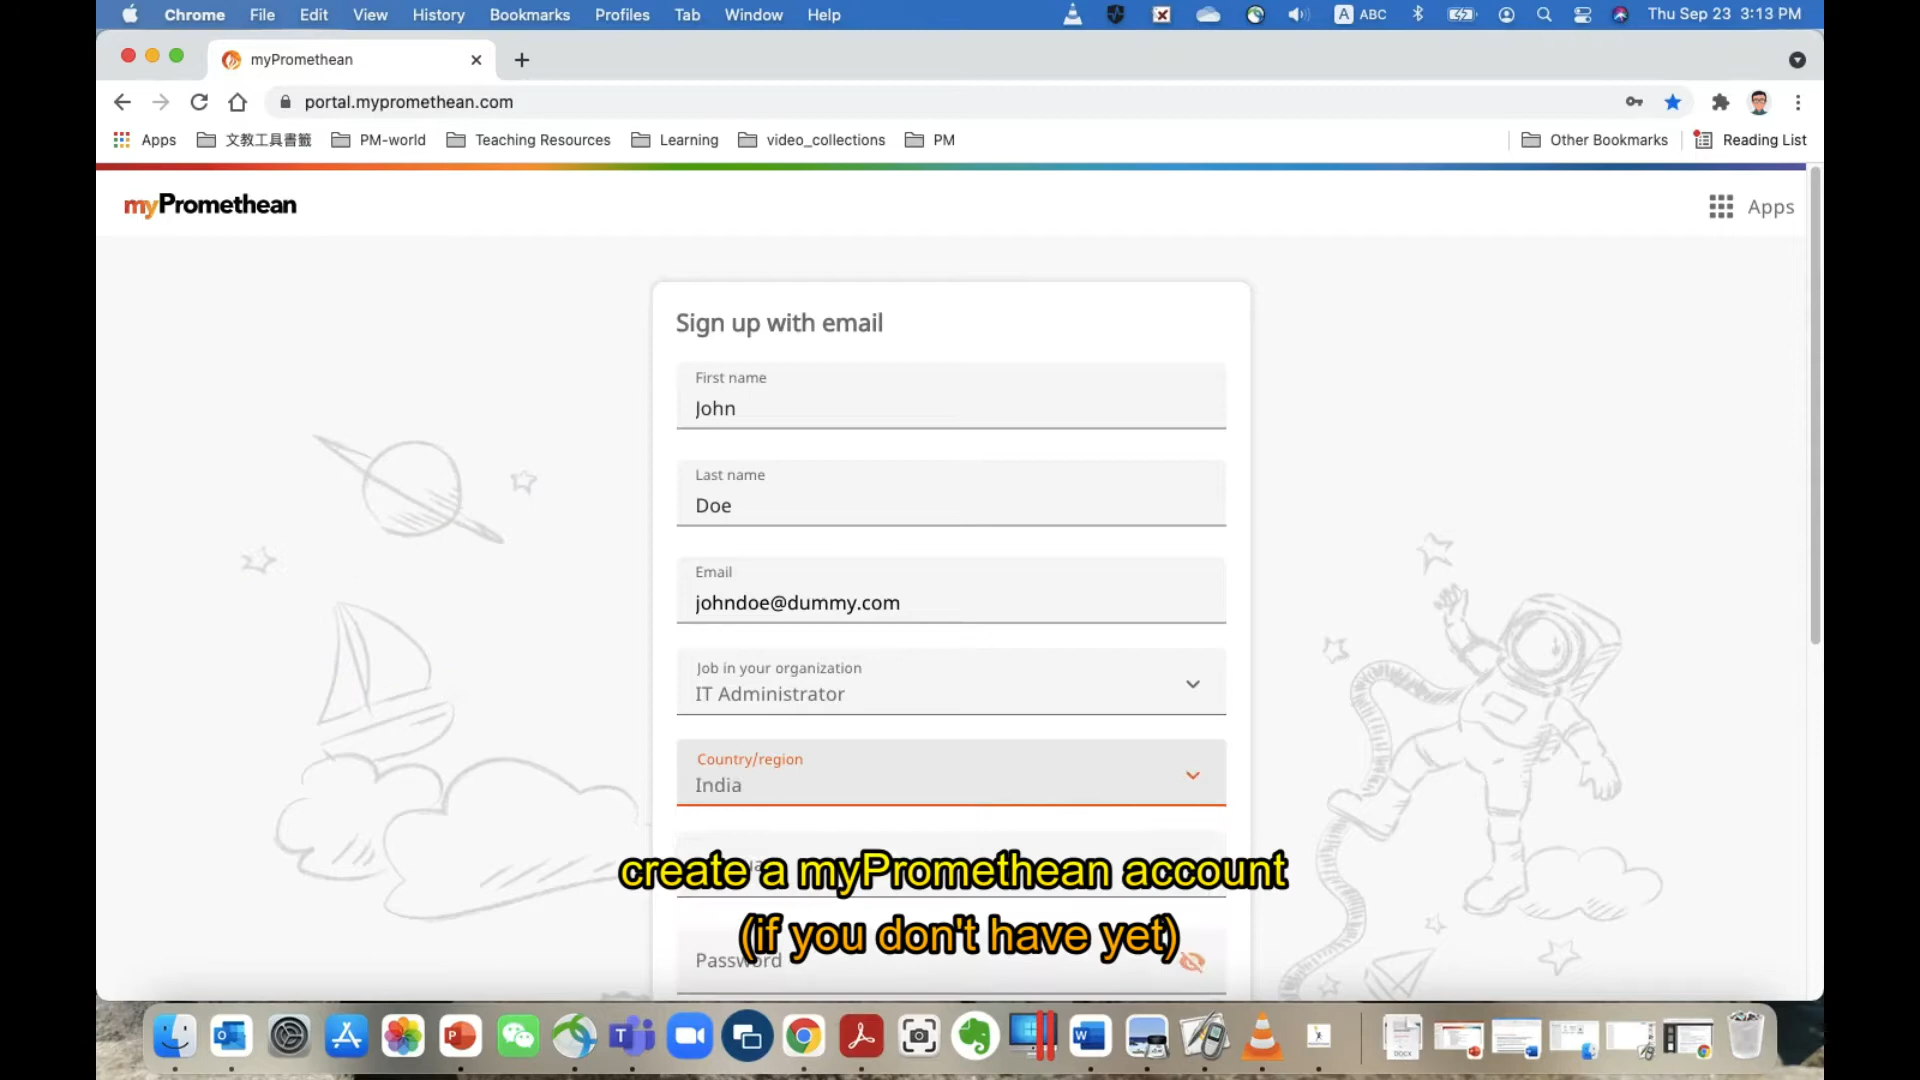 Chrome File Edit View History Bookmarks Profiles Tab Window Help A ABC Thu Sep 23 3:13 PM
myPromethean
portal.mypromethean.com
Apps 文教工具書籤 PM-world Teaching Resources Learning video_collections PM Other Bookmarks Reading List
myPromethean Apps
Sign up with email
First name
John
Last name
Doe
Email
johndoe@dummy.com
Job in your organization
IT Administrator
Country/region
India
create a myPromethean account
(if you don't have yet)
Password
DOCX